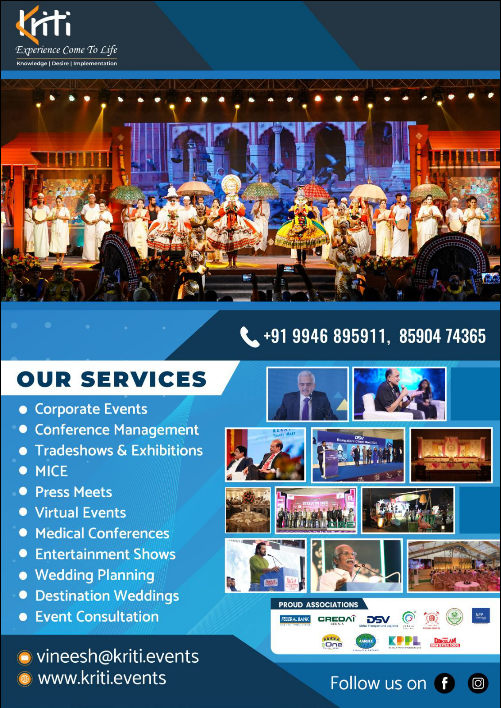 Kriti
Experience Come To Life
Knowledge | Desire | Implementation
+91 9946 895911, 85904 74365
OUR SERVICES
Corporate Events
Conference Management
Tradeshows & Exhibitions
MICE
Press Meets
Virtual Events
Medical Conferences
Entertainment Shows
Wedding Planning
Destination Weddings
Event Consultation
DSV
PROUD ASSOCIATIONS
FEDERAL BANK
CREDAI
DSV
One
KPPL
vineesh@kriti.events
www.kriti.events
Follow us on